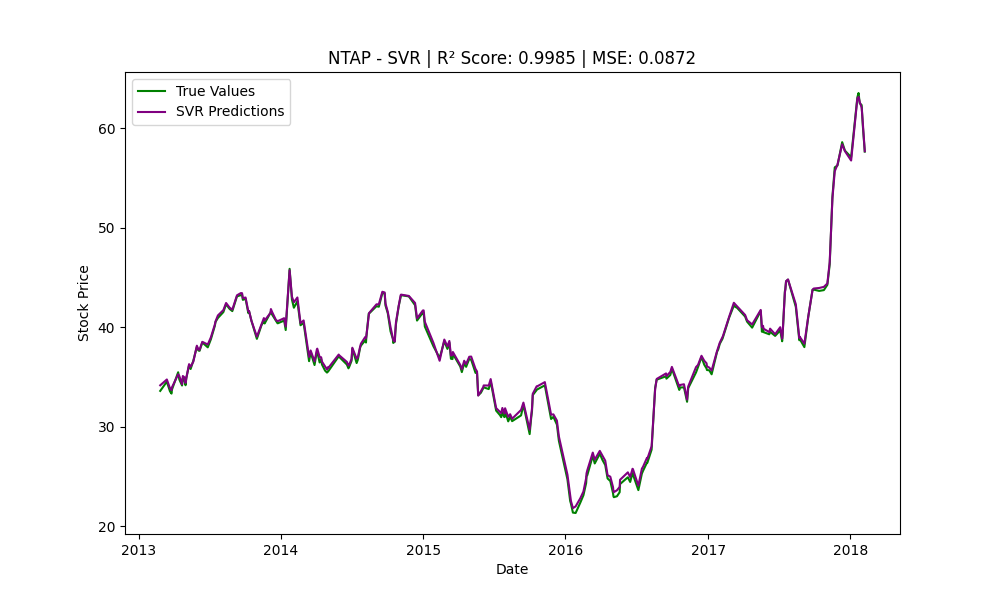 NTAP - SVR | R² Score: 0.9985 | MSE: 0.0872
True Values
SVR Predictions
Stock Price
60
50
40
30
20
2013 2014 2015 2016 2017 2018
Date